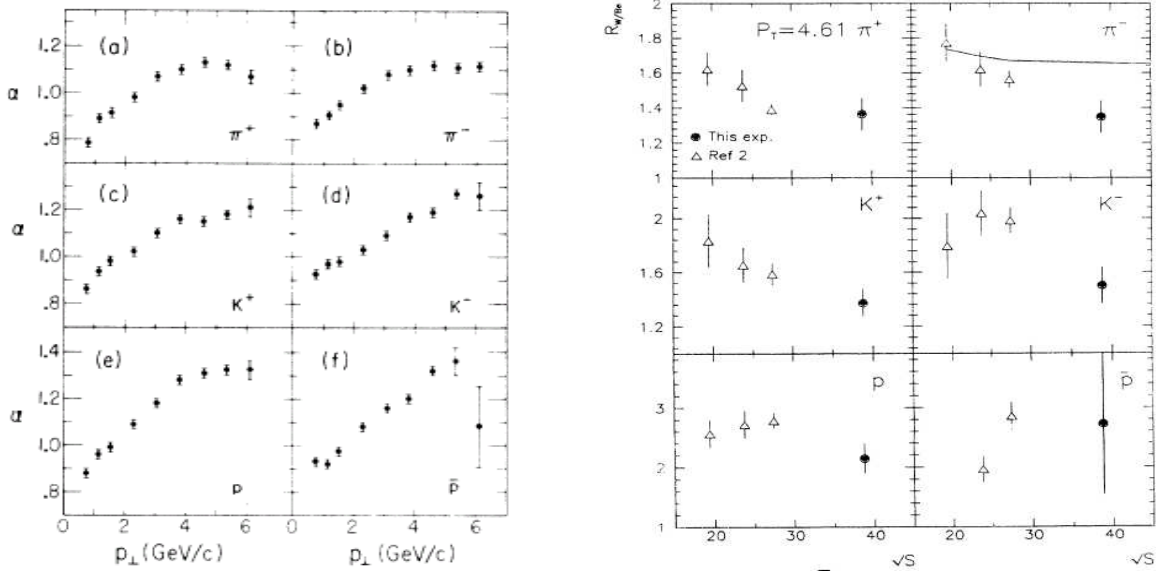 (a)
(b)
1.2
α 1.0
.8
π+
π−
(c)
(d)
1.2
α 1.0
.8
K+
K−
(e)
(f)
1.4
α 1.2
1.0
.8
p
p̄
0 2 4 6 0 2 4 6
p⊥(GeV/c) p⊥(GeV/c)
R W/Be
2
1.8
1.6
1.4
1.2
1
PT=4.61 π+
π−
● This exp.
△ Ref 2
2
1.6
1.2
K+
K−
3
2
1
p
p̄
20 30 40 20 30 40
√S √S